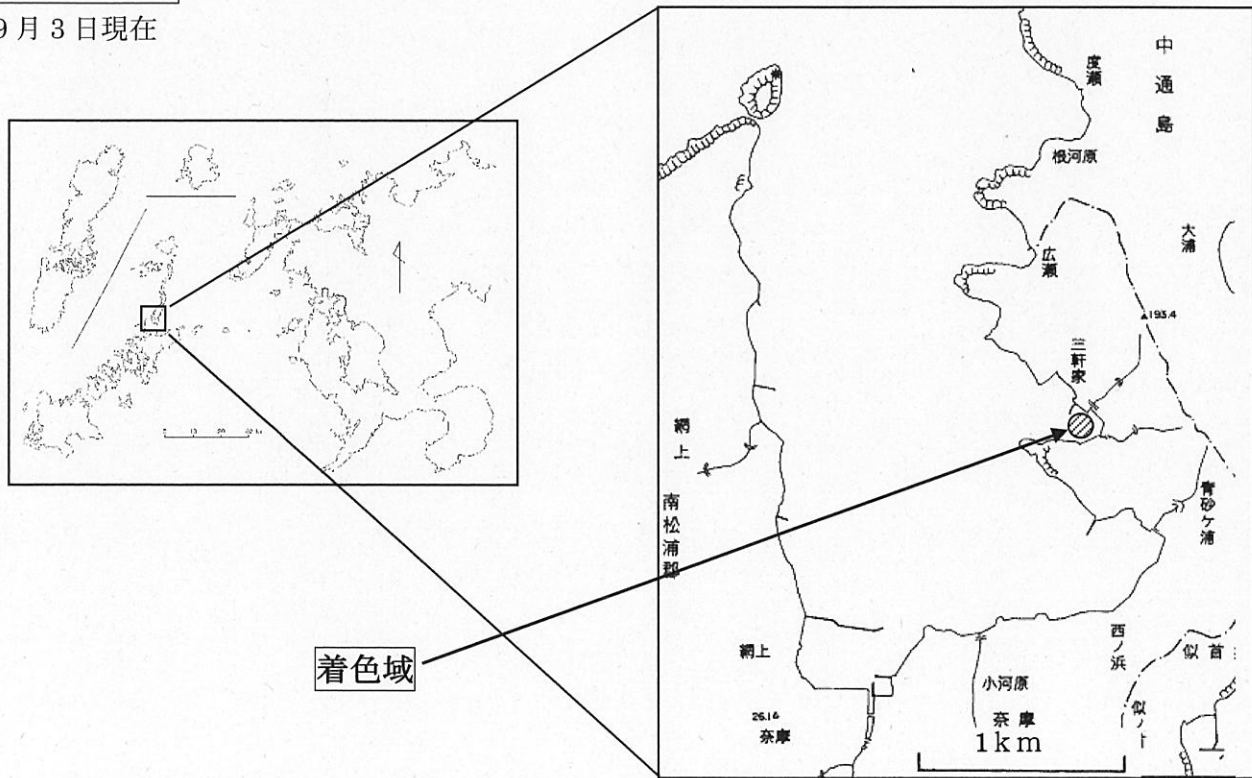 9月3日現在
中通島
度瀬
根河原
大浦
広瀬
193.4
三軒家
網上
南松浦郡
青砂ケ浦
西ノ浜
似首
網上
小河原
26.1
奈摩
奈摩
1km
着色域